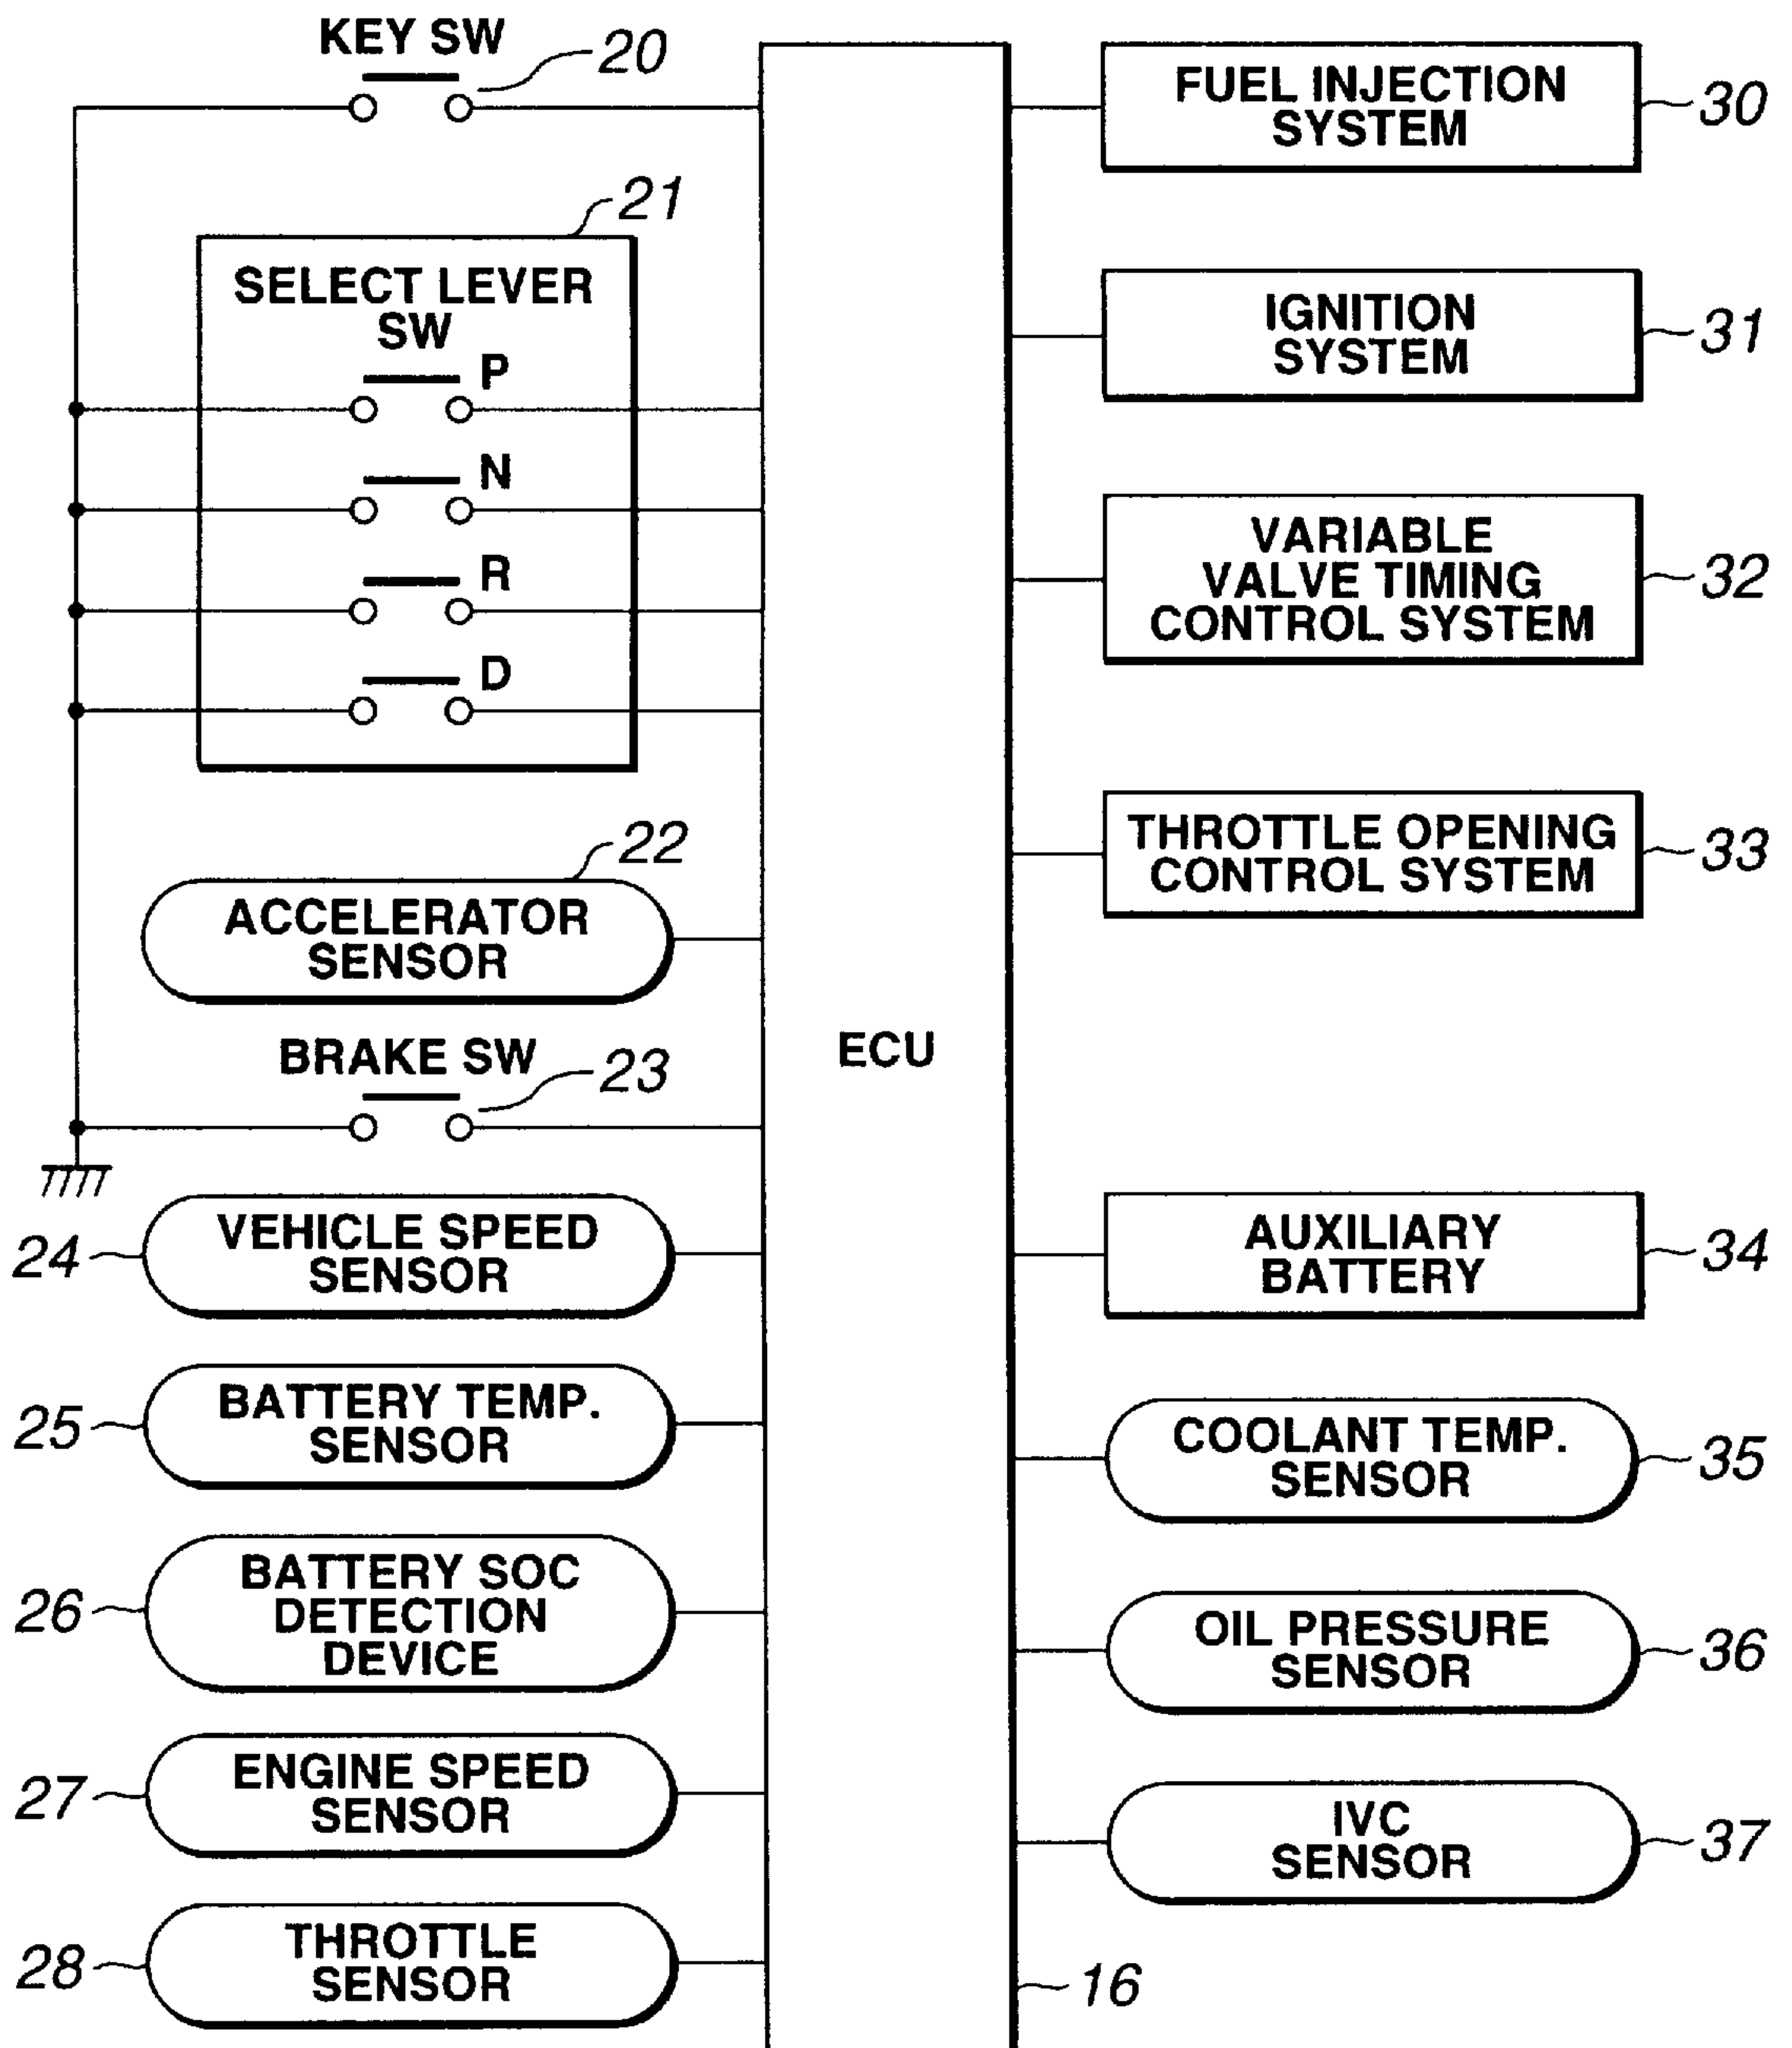 KEY SW
20
21
SELECT LEVER
SW
P
N
R
D
22
ACCELERATOR
SENSOR
BRAKE SW
23
24
VEHICLE SPEED
SENSOR
25
BATTERY TEMP.
SENSOR
26
BATTERY SOC
DETECTION
DEVICE
27
ENGINE SPEED
SENSOR
28
THROTTLE
SENSOR
ECU
16
FUEL INJECTION
SYSTEM
30
IGNITION
SYSTEM
31
VARIABLE
VALVE TIMING
CONTROL SYSTEM
32
THROTTLE OPENING
CONTROL SYSTEM
33
AUXILIARY
BATTERY
34
COOLANT TEMP.
SENSOR
35
OIL PRESSURE
SENSOR
36
IVC
SENSOR
37